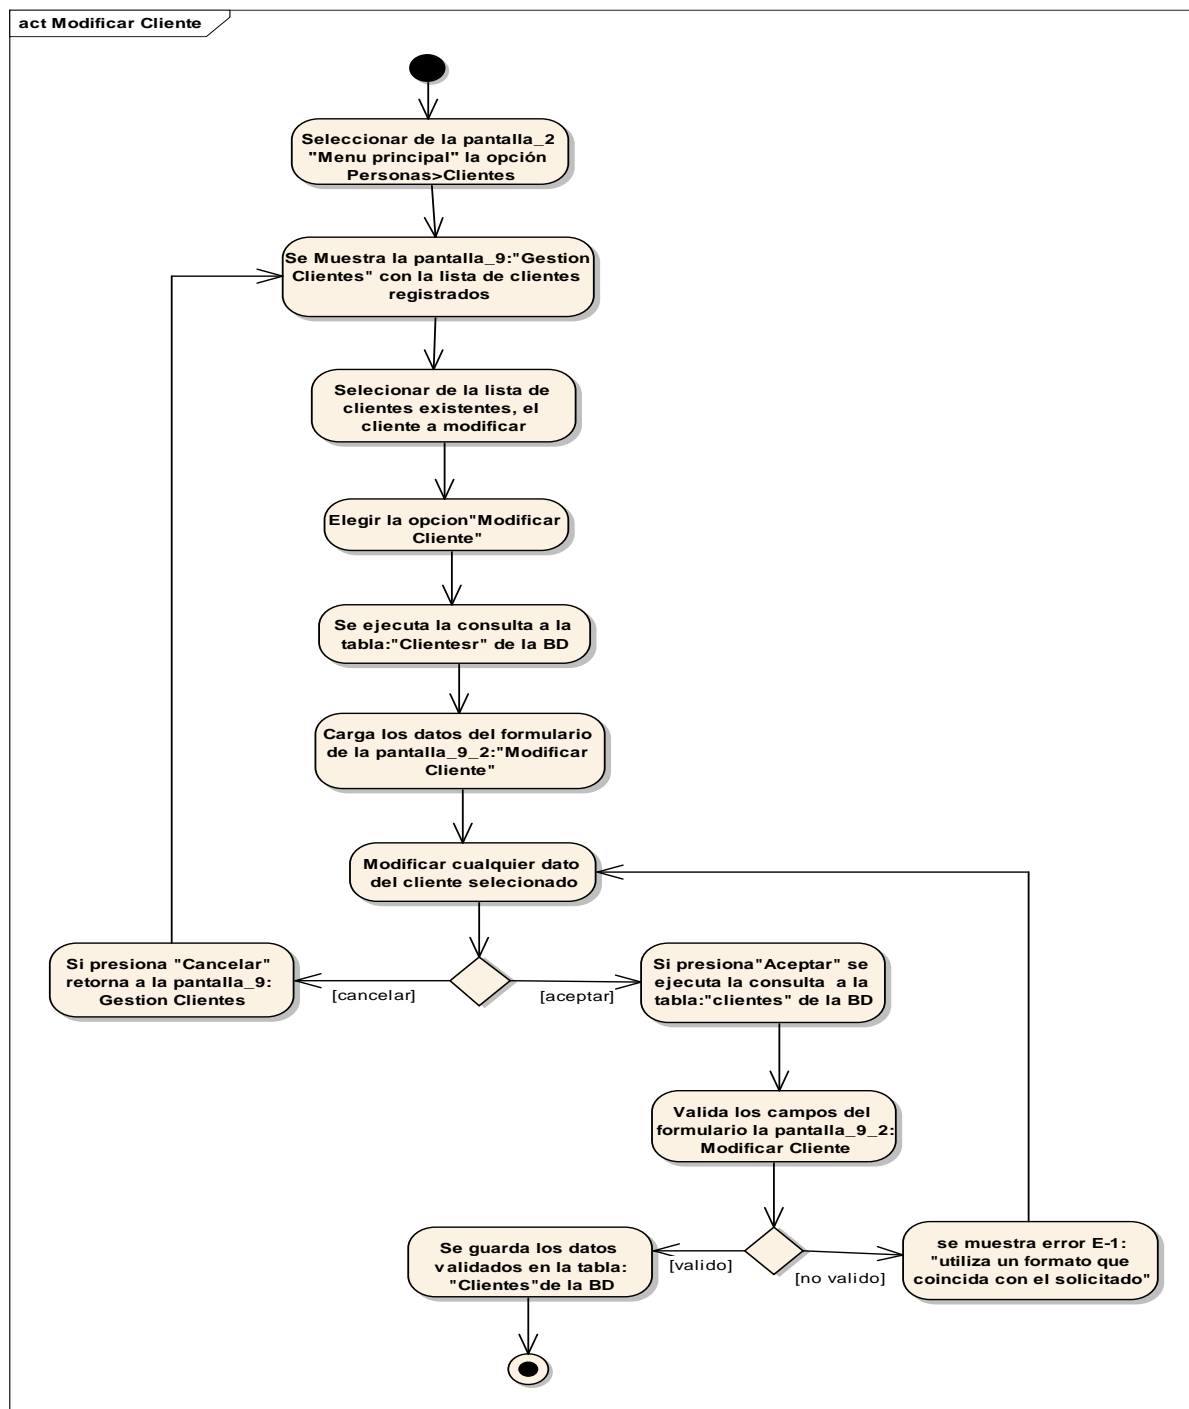 act Modificar Cliente
Seleccionar de la pantalla_2
"Menu principal" la opción
Personas>Clientes
Se Muestra la pantalla_9:"Gestion
Clientes" con la lista de clientes
registrados
Selecionar de la lista de
clientes existentes, el
cliente a modificar
Elegir la opcion"Modificar
Cliente"
Se ejecuta la consulta a la
tabla:"Clientesr" de la BD
Carga los datos del formulario
de la pantalla_9_2:"Modificar
Cliente"
Modificar cualquier dato
del cliente selecionado
Si presiona "Cancelar"
retorna a la pantalla_9:
Gestion Clientes
[cancelar]
[aceptar]
Si presiona"Aceptar" se
ejecuta la consulta a la
tabla:"clientes" de la BD
Valida los campos del
formulario la pantalla_9_2:
Modificar Cliente
Se guarda los datos
validados en la tabla:
"Clientes"de la BD
[valido]
[no valido]
se muestra error E-1:
"utiliza un formato que
coincida con el solicitado"